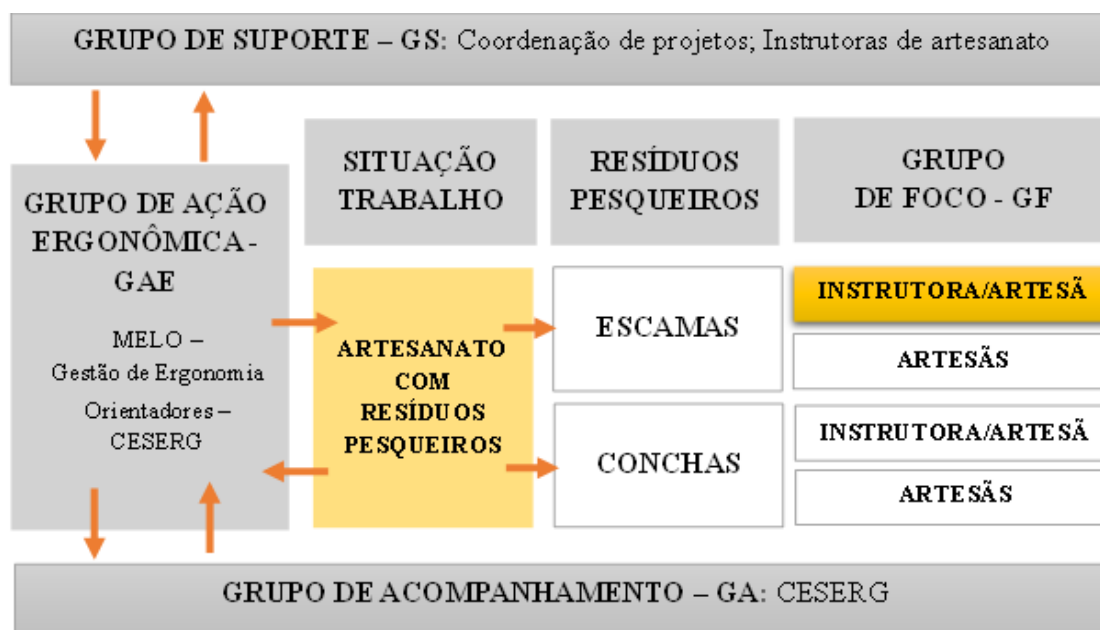 GRUPO DE SUPORTE – GS: Coordenação de projetos; Instrutoras de artesanato
GRUPO DE AÇÃO
ERGONÔMICA-
GAE
MELO –
Gestão de Ergonomia
Orientadores –
CESERG
SITUAÇÃO
TRABALHO
ARTESANATO
COM
RESÍDUOS
PESQUEIROS
RESÍDUOS
PESQUEIROS
ESCAMAS
CONCHAS
GRUPO
DE FOCO - GF
INSTRUTORA/ARTESÃ
ARTESÃS
INSTRUTORA/ARTESÃ
ARTESÃS
GRUPO DE ACOMPANHAMENTO – GA: CESERG